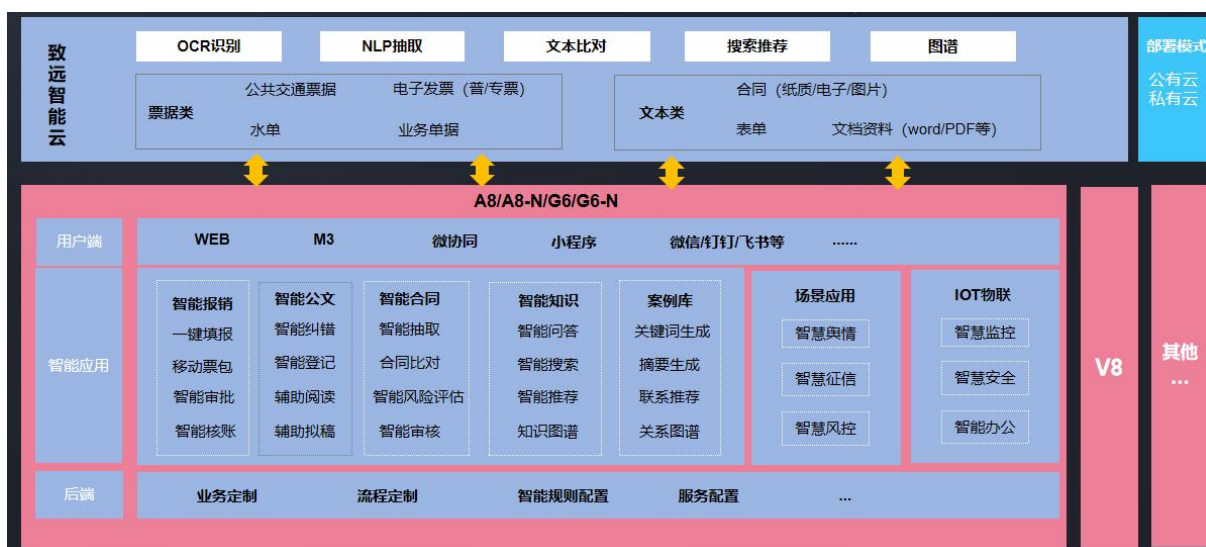 致远智能云
OCR识别
NLP抽取
文本比对
搜索推荐
图谱
部署模式
公有云
私有云
票据类
公共交通票据
电子发票 (普/专票)
水单
业务单据
文本类
合同 (纸质/电子/图片)
表单
文档资料 (word/PDF等)
A8/A8-N/G6/G6-N
用户端
WEB
M3
微协同
小程序
微信/钉钉/飞书等
......
智能应用
智能报销
一键填报
移动票包
智能审批
智能核账
智能公文
智能纠错
智能登记
辅助阅读
辅助拟稿
智能合同
智能抽取
合同比对
智能风险评估
智能审核
智能知识
智能问答
智能搜索
智能推荐
知识图谱
案例库
关键词生成
摘要生成
联系推荐
关系图谱
场景应用
智慧舆情
智慧征信
智慧风控
IOT物联
智慧监控
智慧安全
智能办公
后端
业务定制
流程定制
智能规则配置
服务配置
...
V8
其他
...